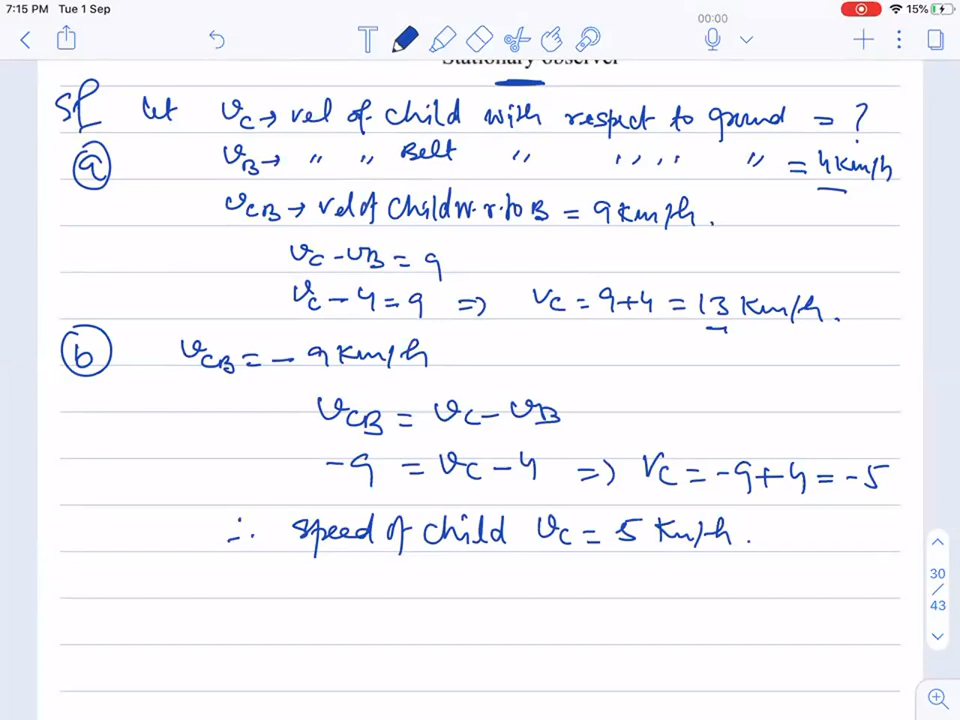 7:15 PM Tue 1 Sep
15%
00:00
Stationary observer
Sol let vC → vel of child with respect to ground = ?
(a) vB → " " Belt " " " " = 4km/h
vCB → vel of child w.r.to B = 9 Km/h.
vC - vB = 9
vC - 4 = 9 => vC = 9+4 = 13 Km/h.
(b) vCB = - 9 Km/h
vCB = vC - vB
-9 = vC - 4 => vC = -9+4 = -5
∴ speed of child vC = 5 Km/h.
30
/
43